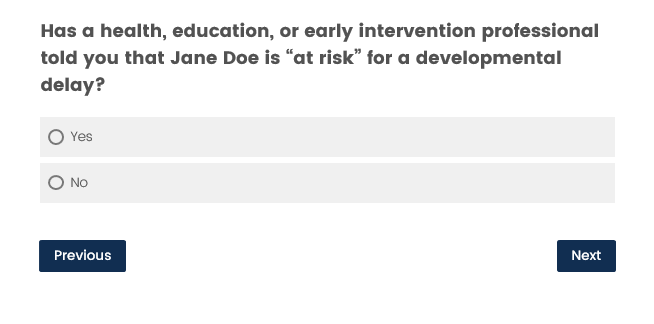 Has a health, education, or early intervention professional
told you that Jane Doe is “at risk” for a developmental
delay?
Yes
No
Previous
Next